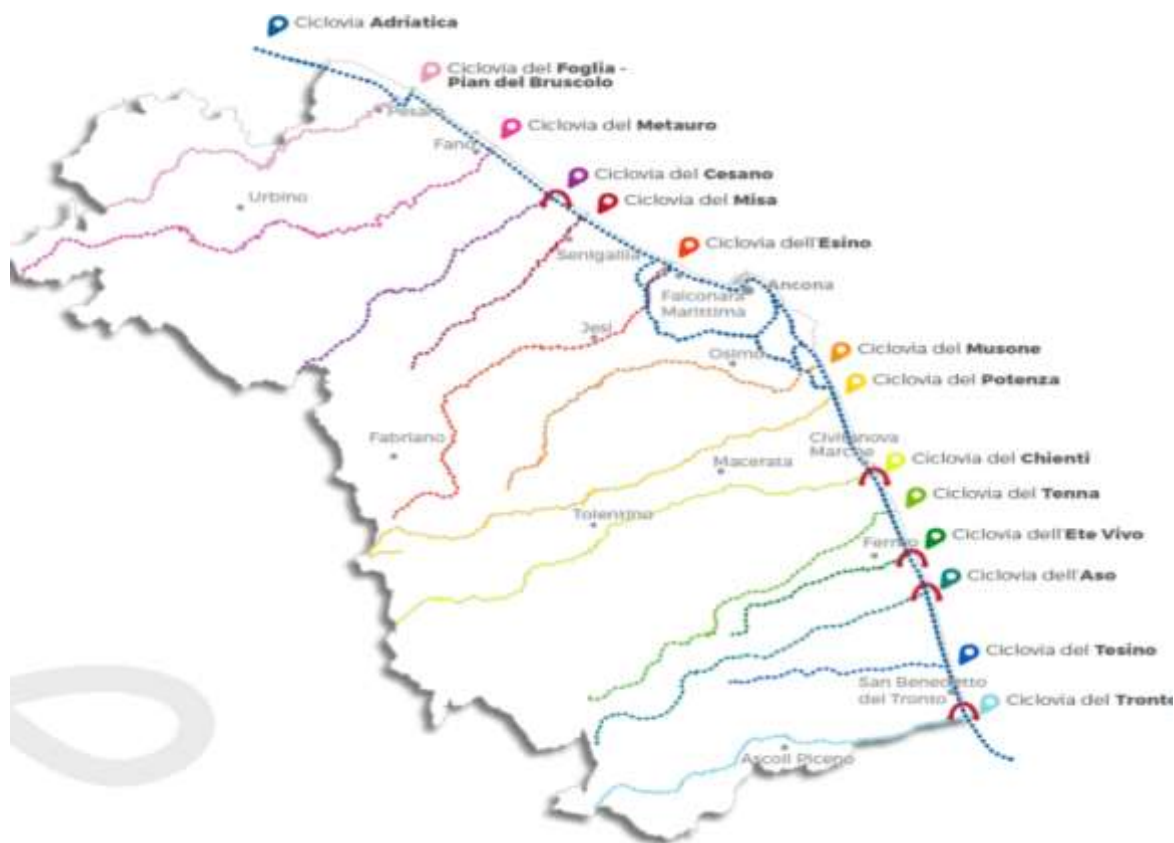 Ciclovia Adriatica
Ciclovia del Foglia -
Pian del Bruscolo
Pesaro
Ciclovia del Metauro
Fano
Ciclovia del Cesano
Urbino
Ciclovia del Misa
Ciclovia dell'Esino
Senigallia
Ancona
Falconara
Marittima
Jesi
Ciclovia del Musone
Osimo
Ciclovia del Potenza
Fabriano
Civitanova
Marche
Ciclovia del Chienti
Macerata
Ciclovia del Tenna
Tolentino
Ciclovia dell'Ete Vivo
Fermo
Ciclovia dell'Aso
Ciclovia del Tesino
San Benedetto
del Tronto
Ciclovia del Tronto
Ascoli Piceno